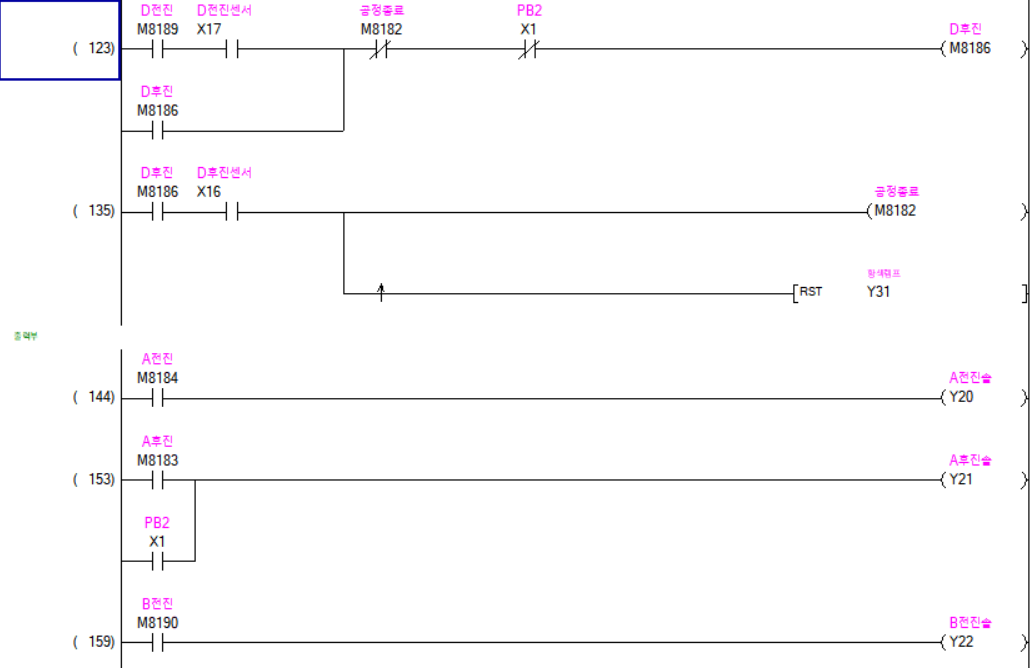 D전진 D전진센서 공정종료 PB2
M8189 X17 M8182 X1 D후진
( 123) ( M8186 )
D후진
M8186
D후진 D후진센서
M8186 X16 공정종료
( 135) ( M8182 )
황색램프
[ RST Y31 ]
출력부
A전진
M8184 A전진솔
( 144) ( Y20 )
A후진
M8183 A후진솔
( 153) ( Y21 )
PB2
X1
B전진
M8190 B전진솔
( 159) ( Y22 )